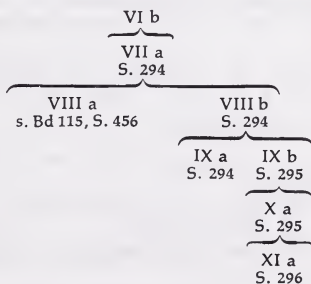 VI b
VII a
S. 294
VIII a VIII b
s. Bd 115, S. 456 S. 294
IX a IX b
S. 294 S. 295
X a
S. 295
XI a
S. 296